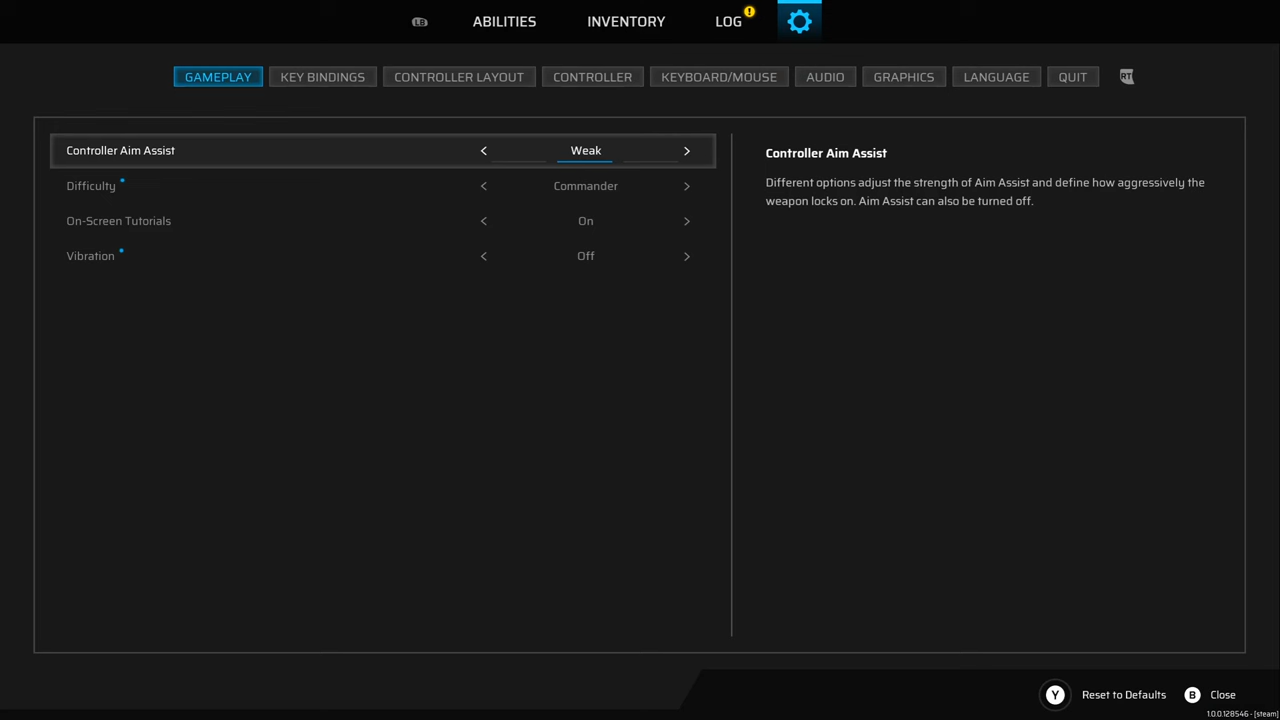 LB ABILITIES INVENTORY LOG !
GAMEPLAY KEY BINDINGS CONTROLLER LAYOUT CONTROLLER KEYBOARD/MOUSE AUDIO GRAPHICS LANGUAGE QUIT RT
Controller Aim Assist < Weak >
Difficulty * < Commander >
On-Screen Tutorials < On >
Vibration * < Off >
Controller Aim Assist
Different options adjust the strength of Aim Assist and define how aggressively the
weapon locks on. Aim Assist can also be turned off.
Y Reset to Defaults B Close
1.0.0.128546 - [steam]